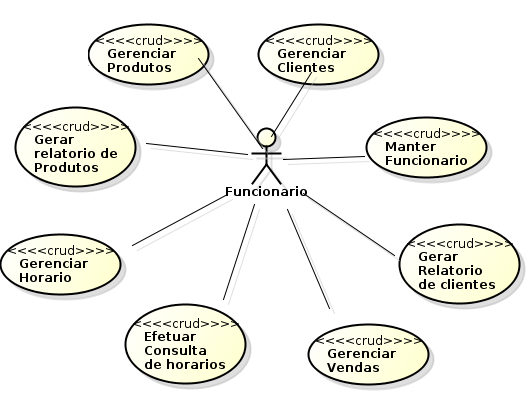 <<<<crud>>>>
Gerenciar
Produtos
<<<<crud>>>>
Gerenciar
Clientes
<<<<crud>>>>
Gerar
relatorio de
Produtos
<<<<crud>>>>
Manter
Funcionario
Funcionario
<<<<crud>>>>
Gerenciar
Horario
<<<<crud>>>>
Gerar
Relatorio
de clientes
<<<<crud>>>>
Efetuar
Consulta
de horarios
<<<<crud>>>>
Gerenciar
Vendas